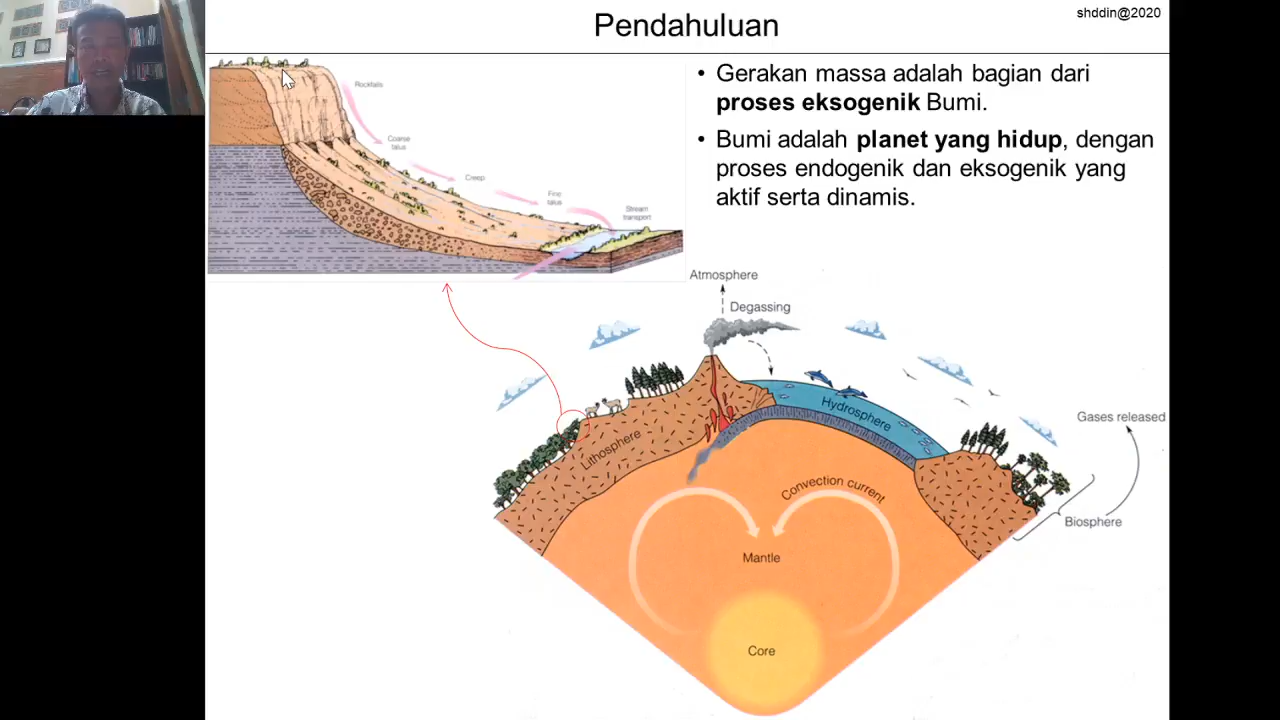 Pendahuluan
shddin@2020
Rockfalls
Coarse
talus
Creep
Fine
talus
Stream
transport
• Gerakan massa adalah bagian dari
proses eksogenik Bumi.
• Bumi adalah planet yang hidup, dengan
proses endogenik dan eksogenik yang
aktif serta dinamis.
Atmosphere
Degassing
Hydrosphere
Lithosphere
Gases released
Convection current
Biosphere
Mantle
Core